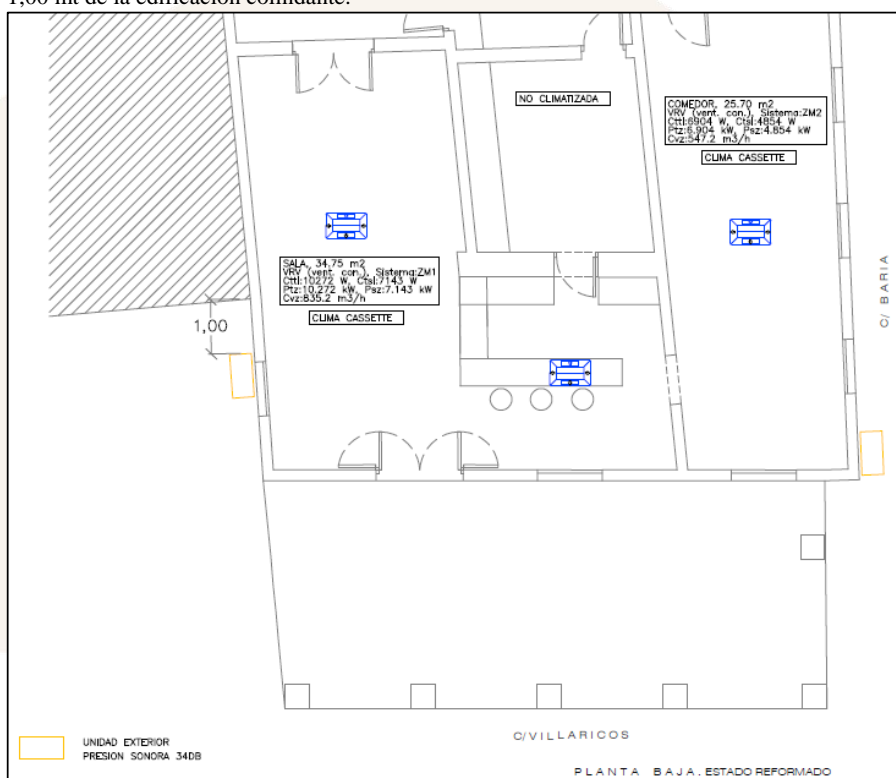 1,00 mt de la edificación colindante.
NO CLIMATIZADA
COMEDOR, 25.70 m2
VRV (vent. con.), Sistema:ZM2
Cttl:6904 W, Ctsl:4854 W
Ptz:6.904 kW, Psz:4.854 kW
Cvz:547.2 m3/h
CLIMA CASSETTE
SALA, 34.75 m2
VRV (vent. con.), Sistema:ZM1
Cttl:10272 W, Ctsl:7143 W
Ptz:10.272 kW, Psz:7.143 kW
Cvz:835.2 m3/h
CLIMA CASSETTE
C/ BARIA
1,00
C/VILLARICOS
UNIDAD EXTERIOR
PRESION SONORA 34DB
PLANTA BAJA. ESTADO REFORMADO